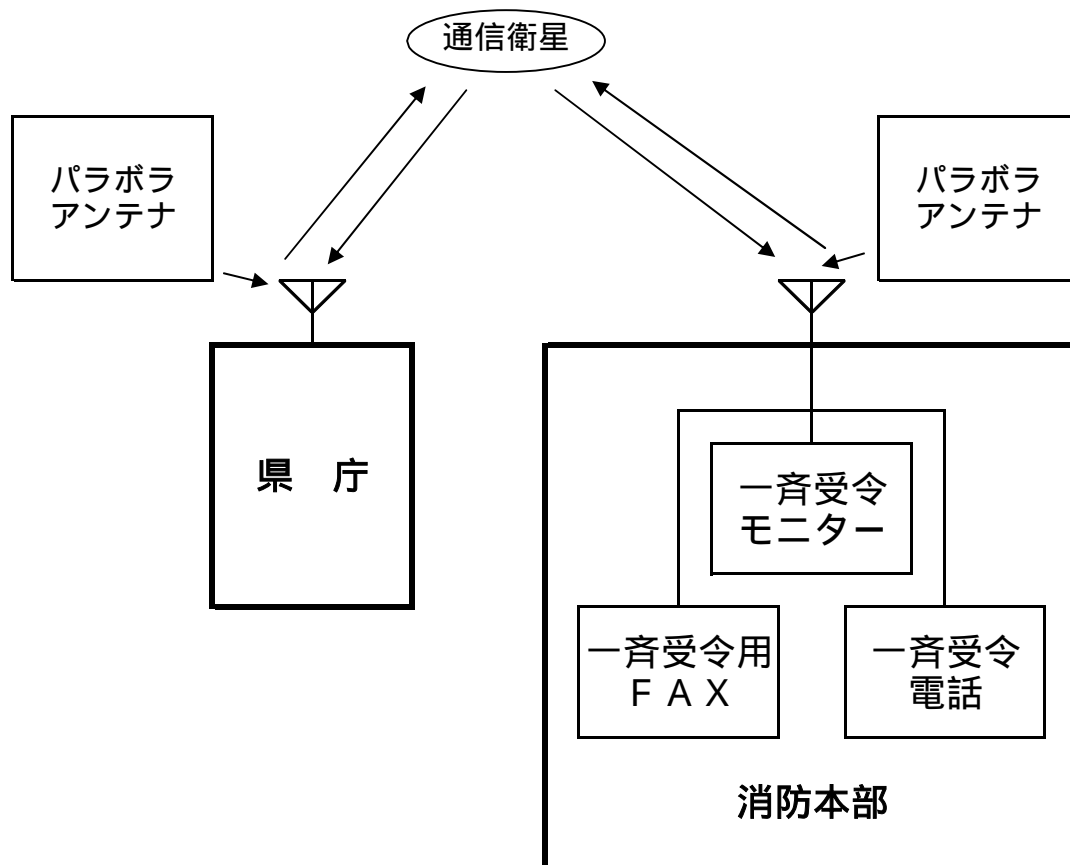 通信衛星
パラボラ
アンテナ
パラボラ
アンテナ
県　庁
一斉受令
モニター
一斉受令用
ＦＡＸ
一斉受令
電話
消防本部